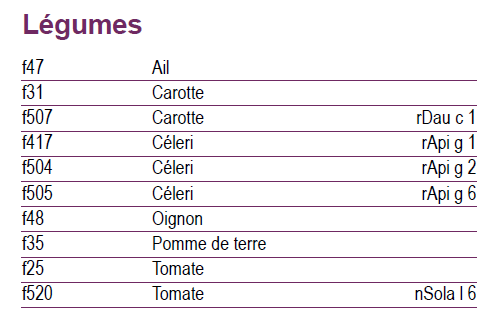 Légumes
f47 Ail
f31 Carotte
f507 Carotte rDau c 1
f417 Céleri rApi g 1
f504 Céleri rApi g 2
f505 Céleri rApi g 6
f48 Oignon
f35 Pomme de terre
f25 Tomate
f520 Tomate nSola l 6